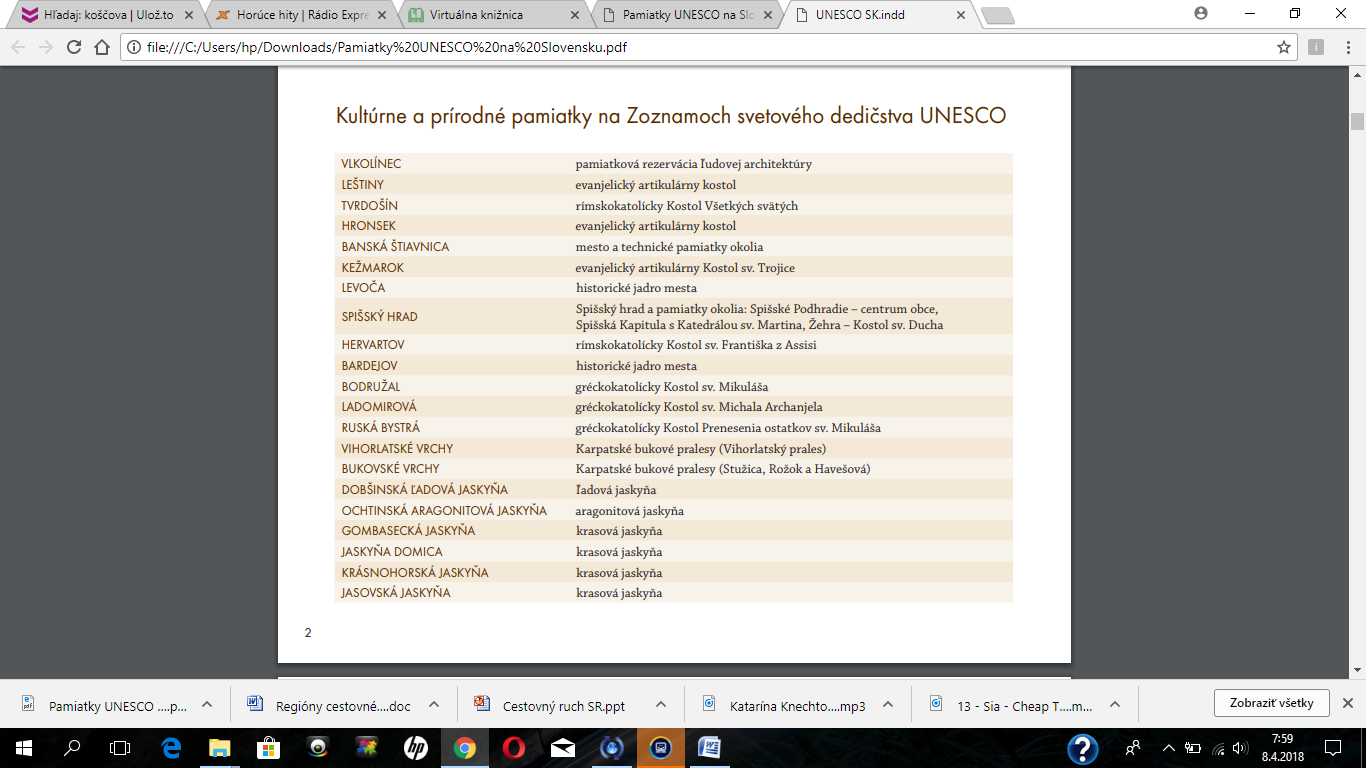 Hľadaj: koščova | Ulož.to
Horúce hity | Rádio Expre
Virtuálna knižnica
Pamiatky UNESCO na Slo
UNESCO SK.indd
file:///C:/Users/hp/Downloads/Pamiatky%20UNESCO%20na%20Slovensku.pdf
Kultúrne a prírodné pamiatky na Zoznamoch svetového dedičstva UNESCO
VLKOLÍNEC pamiatková rezervácia ľudovej architektúry
LEŠTINY evanjelický artikulárny kostol
TVRDOŠÍN rímskokatolícky Kostol Všetkých svätých
HRONSEK evanjelický artikulárny kostol
BANSKÁ ŠTIAVNICA mesto a technické pamiatky okolia
KEŽMAROK evanjelický artikulárny Kostol sv. Trojice
LEVOČA historické jadro mesta
SPIŠSKÝ HRAD Spišský hrad a pamiatky okolia: Spišské Podhradie – centrum obce,
Spišská Kapitula s Katedrálou sv. Martina, Žehra – Kostol sv. Ducha
HERVARTOV rímskokatolícky Kostol sv. Františka z Assisi
BARDEJOV historické jadro mesta
BODRUŽAL gréckokatolícky Kostol sv. Mikuláša
LADOMIROVÁ gréckokatolícky Kostol sv. Michala Archanjela
RUSKÁ BYSTRÁ gréckokatolícky Kostol Prenesenia ostatkov sv. Mikuláša
VIHORLATSKÉ VRCHY Karpatské bukové pralesy (Vihorlatský prales)
BUKOVSKÉ VRCHY Karpatské bukové pralesy (Stužica, Rožok a Havešová)
DOBŠINSKÁ ĽADOVÁ JASKYŇA ľadová jaskyňa
OCHTINSKÁ ARAGONITOVÁ JASKYŇA aragonitová jaskyňa
GOMBASECKÁ JASKYŇA krasová jaskyňa
JASKYŇA DOMICA krasová jaskyňa
KRÁSNOHORSKÁ JASKYŇA krasová jaskyňa
JASOVSKÁ JASKYŇA krasová jaskyňa
2
Pamiatky UNESCO ....p...
Regióny cestovné....doc
Cestovný ruch SR.ppt
Katarína Knechto....mp3
13 - Sia - Cheap T....m...
Zobraziť všetky
hp
7:59
8.4.2018